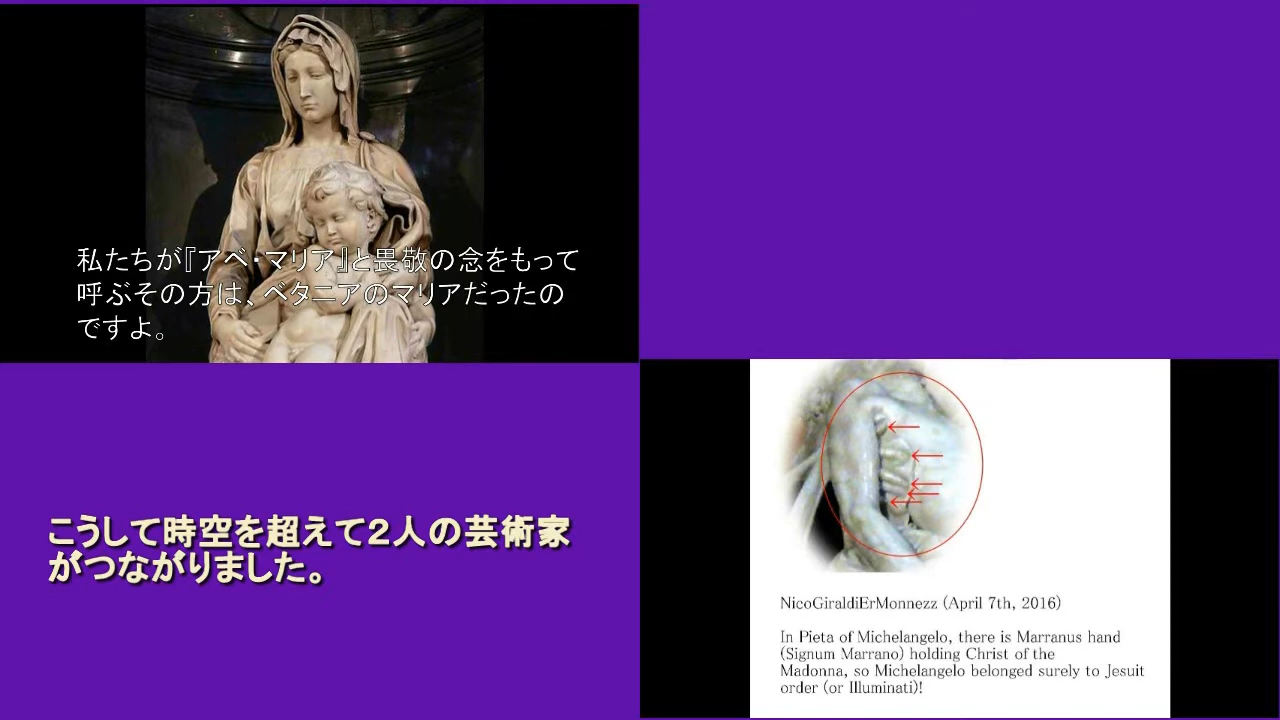 私たちが『アベ・マリア』と畏敬の念をもって
呼ぶその方は、ベタニアのマリアだったの
ですよ。
こうして時空を超えて2人の芸術家
がつながりました。
NicoGiraldiErMonnezz (April 7th, 2016)
In Pieta of Michelangelo, there is Marranus hand
(Signum Marrano) holding Christ of the
Madonna, so Michelangelo belonged surely to Jesuit
order (or Illuminati)!